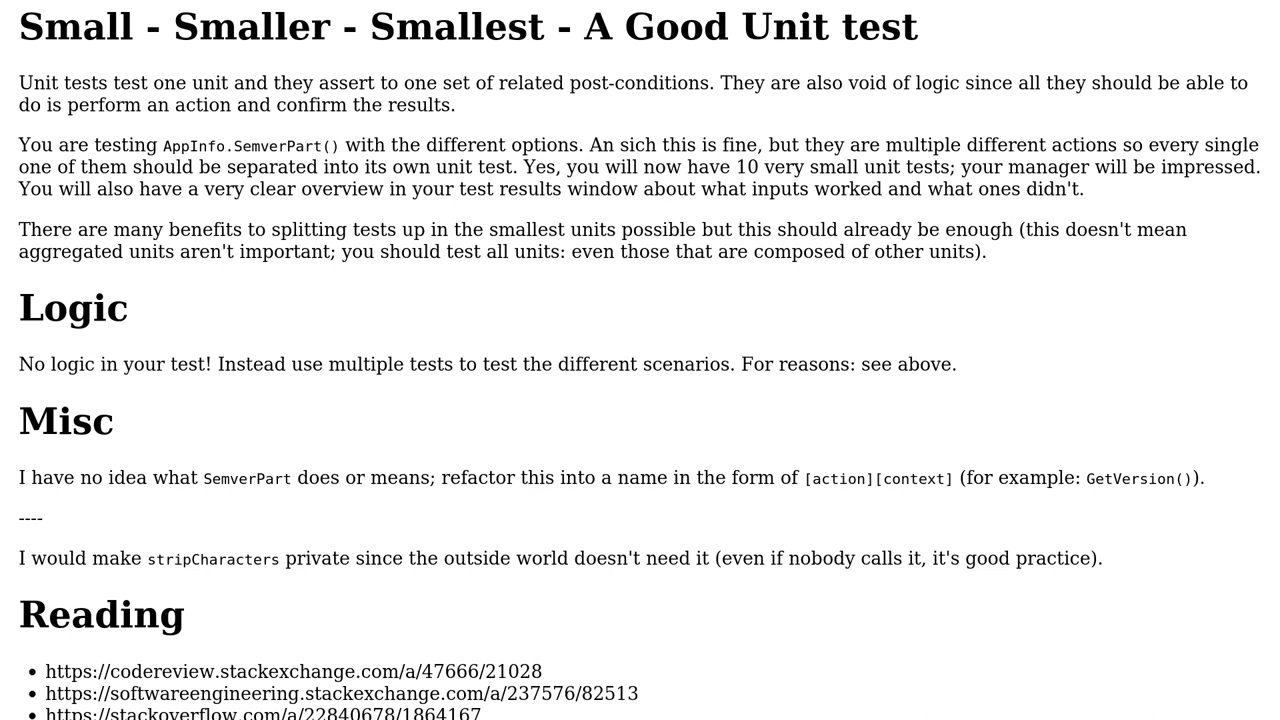 Small - Smaller - Smallest - A Good Unit test
Unit tests test one unit and they assert to one set of related post-conditions. They are also void of logic since all they should be able to
do is perform an action and confirm the results.
You are testing AppInfo.SemverPart() with the different options. An sich this is fine, but they are multiple different actions so every single
one of them should be separated into its own unit test. Yes, you will now have 10 very small unit tests; your manager will be impressed.
You will also have a very clear overview in your test results window about what inputs worked and what ones didn't.
There are many benefits to splitting tests up in the smallest units possible but this should already be enough (this doesn't mean
aggregated units aren't important; you should test all units: even those that are composed of other units).
Logic
No logic in your test! Instead use multiple tests to test the different scenarios. For reasons: see above.
Misc
I have no idea what SemverPart does or means; refactor this into a name in the form of [action][context] (for example: GetVersion()).
----
I would make stripCharacters private since the outside world doesn't need it (even if nobody calls it, it's good practice).
Reading
• https://codereview.stackexchange.com/a/47666/21028
• https://softwareengineering.stackexchange.com/a/237576/82513
• https://stackoverflow.com/a/22840678/1864167